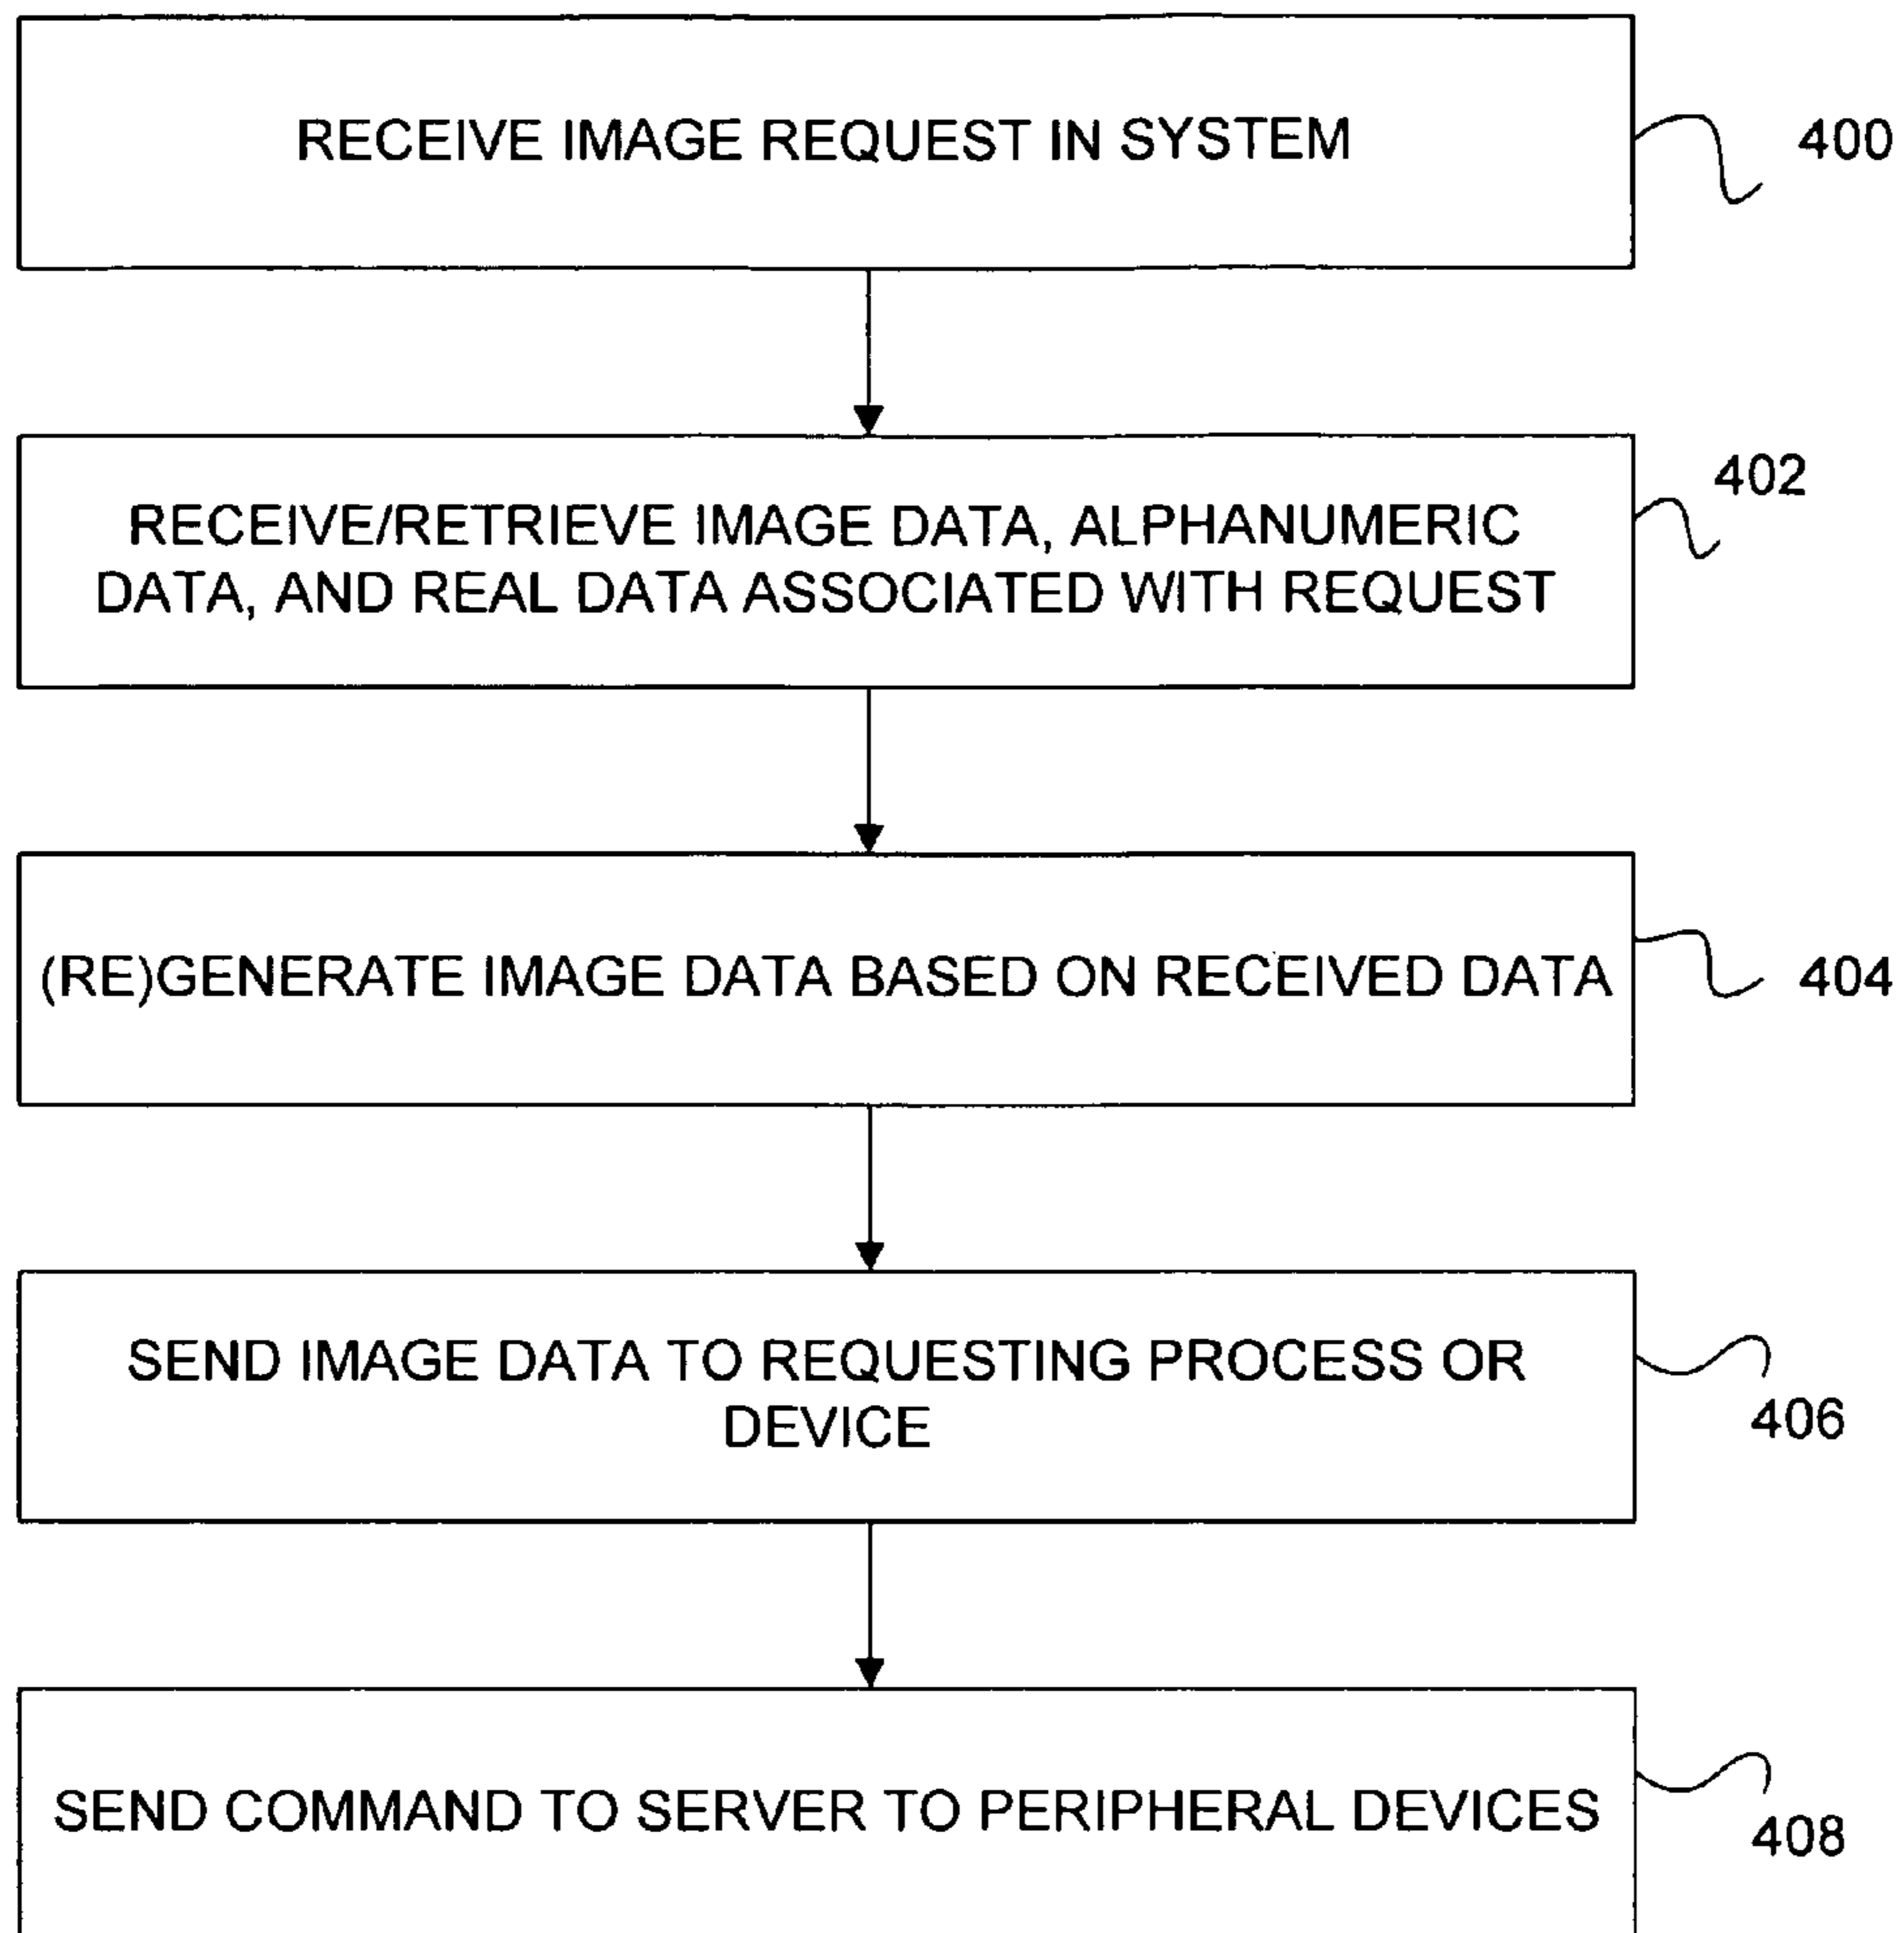 RECEIVE IMAGE REQUEST IN SYSTEM
400
RECEIVE/RETRIEVE IMAGE DATA, ALPHANUMERIC
DATA, AND REAL DATA ASSOCIATED WITH REQUEST
402
(RE)GENERATE IMAGE DATA BASED ON RECEIVED DATA
404
SEND IMAGE DATA TO REQUESTING PROCESS OR
DEVICE
406
SEND COMMAND TO SERVER TO PERIPHERAL DEVICES
408